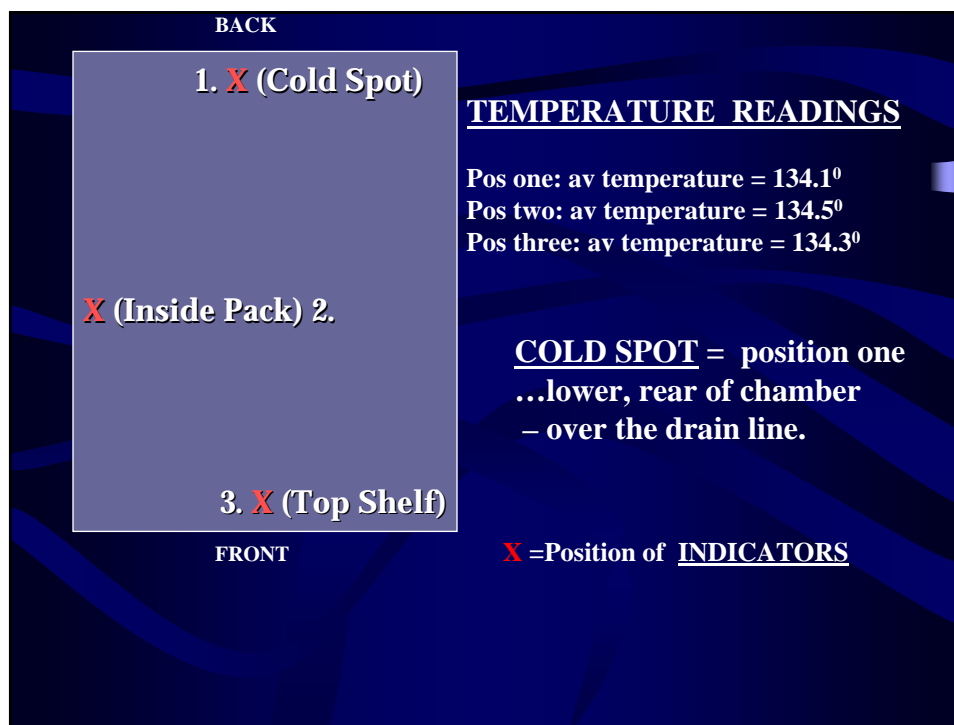 BACK
1. X (Cold Spot)
X (Inside Pack) 2.
3. X (Top Shelf)
FRONT
TEMPERATURE READINGS
Pos one: av temperature = 134.1⁰
Pos two: av temperature = 134.5⁰
Pos three: av temperature = 134.3⁰
COLD SPOT = position one
…lower, rear of chamber
– over the drain line.
X =Position of INDICATORS